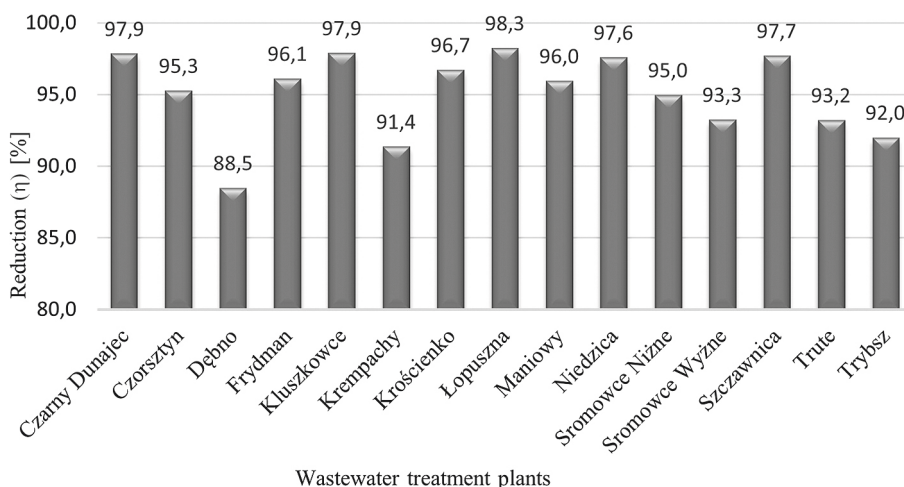 Reduction (η) [%]
100,0
95,0
90,0
85,0
80,0
97,9
95,3
88,5
96,1
97,9
91,4
96,7
98,3
96,0
97,6
95,0
93,3
97,7
93,2
92,0
Czarny Dunajec
Czorsztyn
Dębno
Frydman
Kluszkowce
Krempachy
Krościenko
Łopuszna
Maniowy
Niedzica
Sromowce Niżne
Sromowce Wyżne
Szczawnica
Trute
Trybsz
Wastewater treatment plants